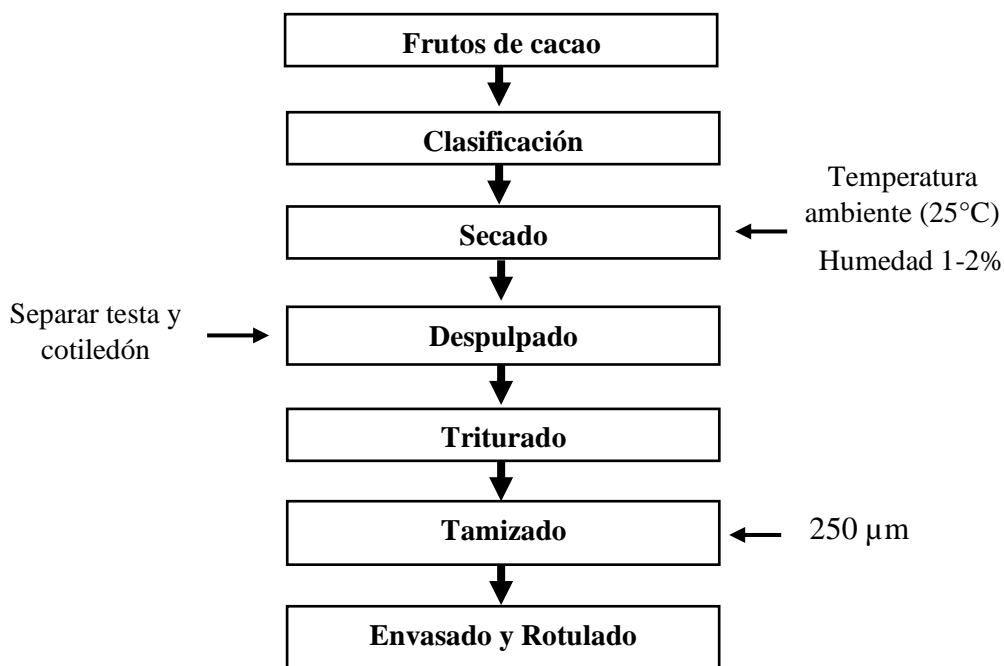 Frutos de cacao
Clasificación
Temperatura
ambiente (25°C)
Humedad 1-2%
Secado
Separar testa y
cotiledón
Despulpado
Triturado
Tamizado
250 µm
Envasado y Rotulado